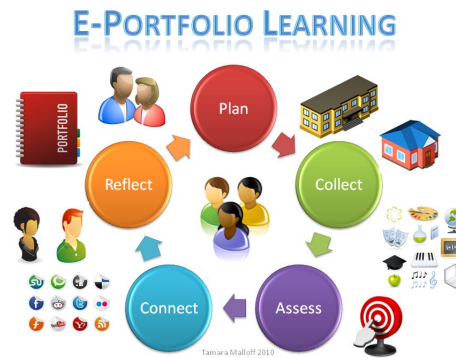 E-PORTFOLIO LEARNING
PORTFOLIO
Plan
Reflect
Collect
Connect
Assess
Tamara Malloff 2010